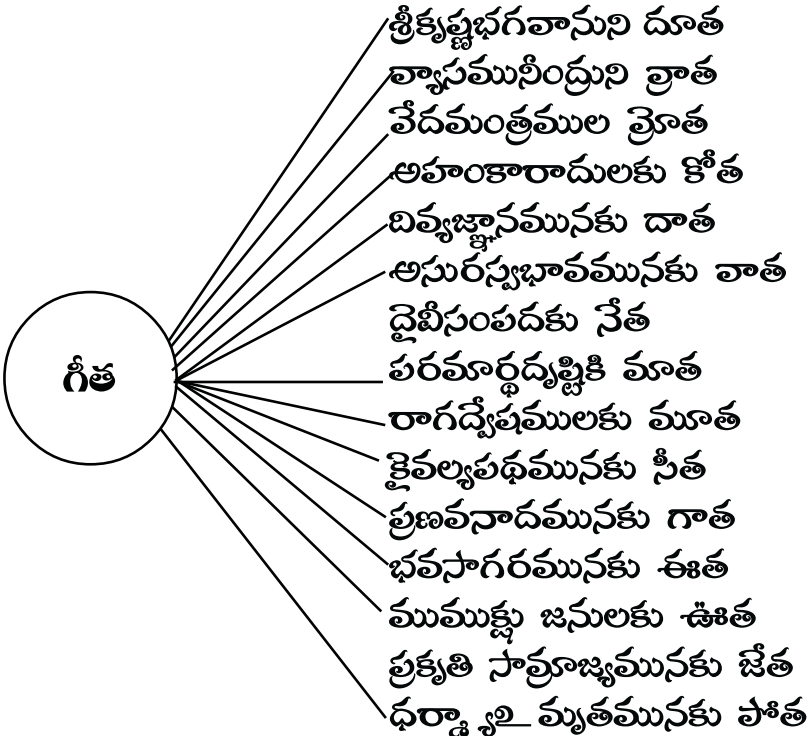 శ్రీకృష్ణభగవానుని దూత
వ్యాసమునీంద్రుని వ్రాత
వేదమంత్రముల మ్రోత
అహంకారాదులకు కోత
దివ్యజ్ఞానమునకు దాత
అసురస్వభావమునకు వాత
దైవీసంపదకు నేత
గీత
పరమార్థదృష్టికి మాత
రాగద్వేషములకు మూత
కైవల్యపథమునకు సీత
ప్రణవనాదమునకు గాత
భవసాగరమునకు ఈత
ముముక్షు జనులకు ఊత
ప్రకృతి సామ్రాజ్యమునకు జేత
మృతమునకు పోత